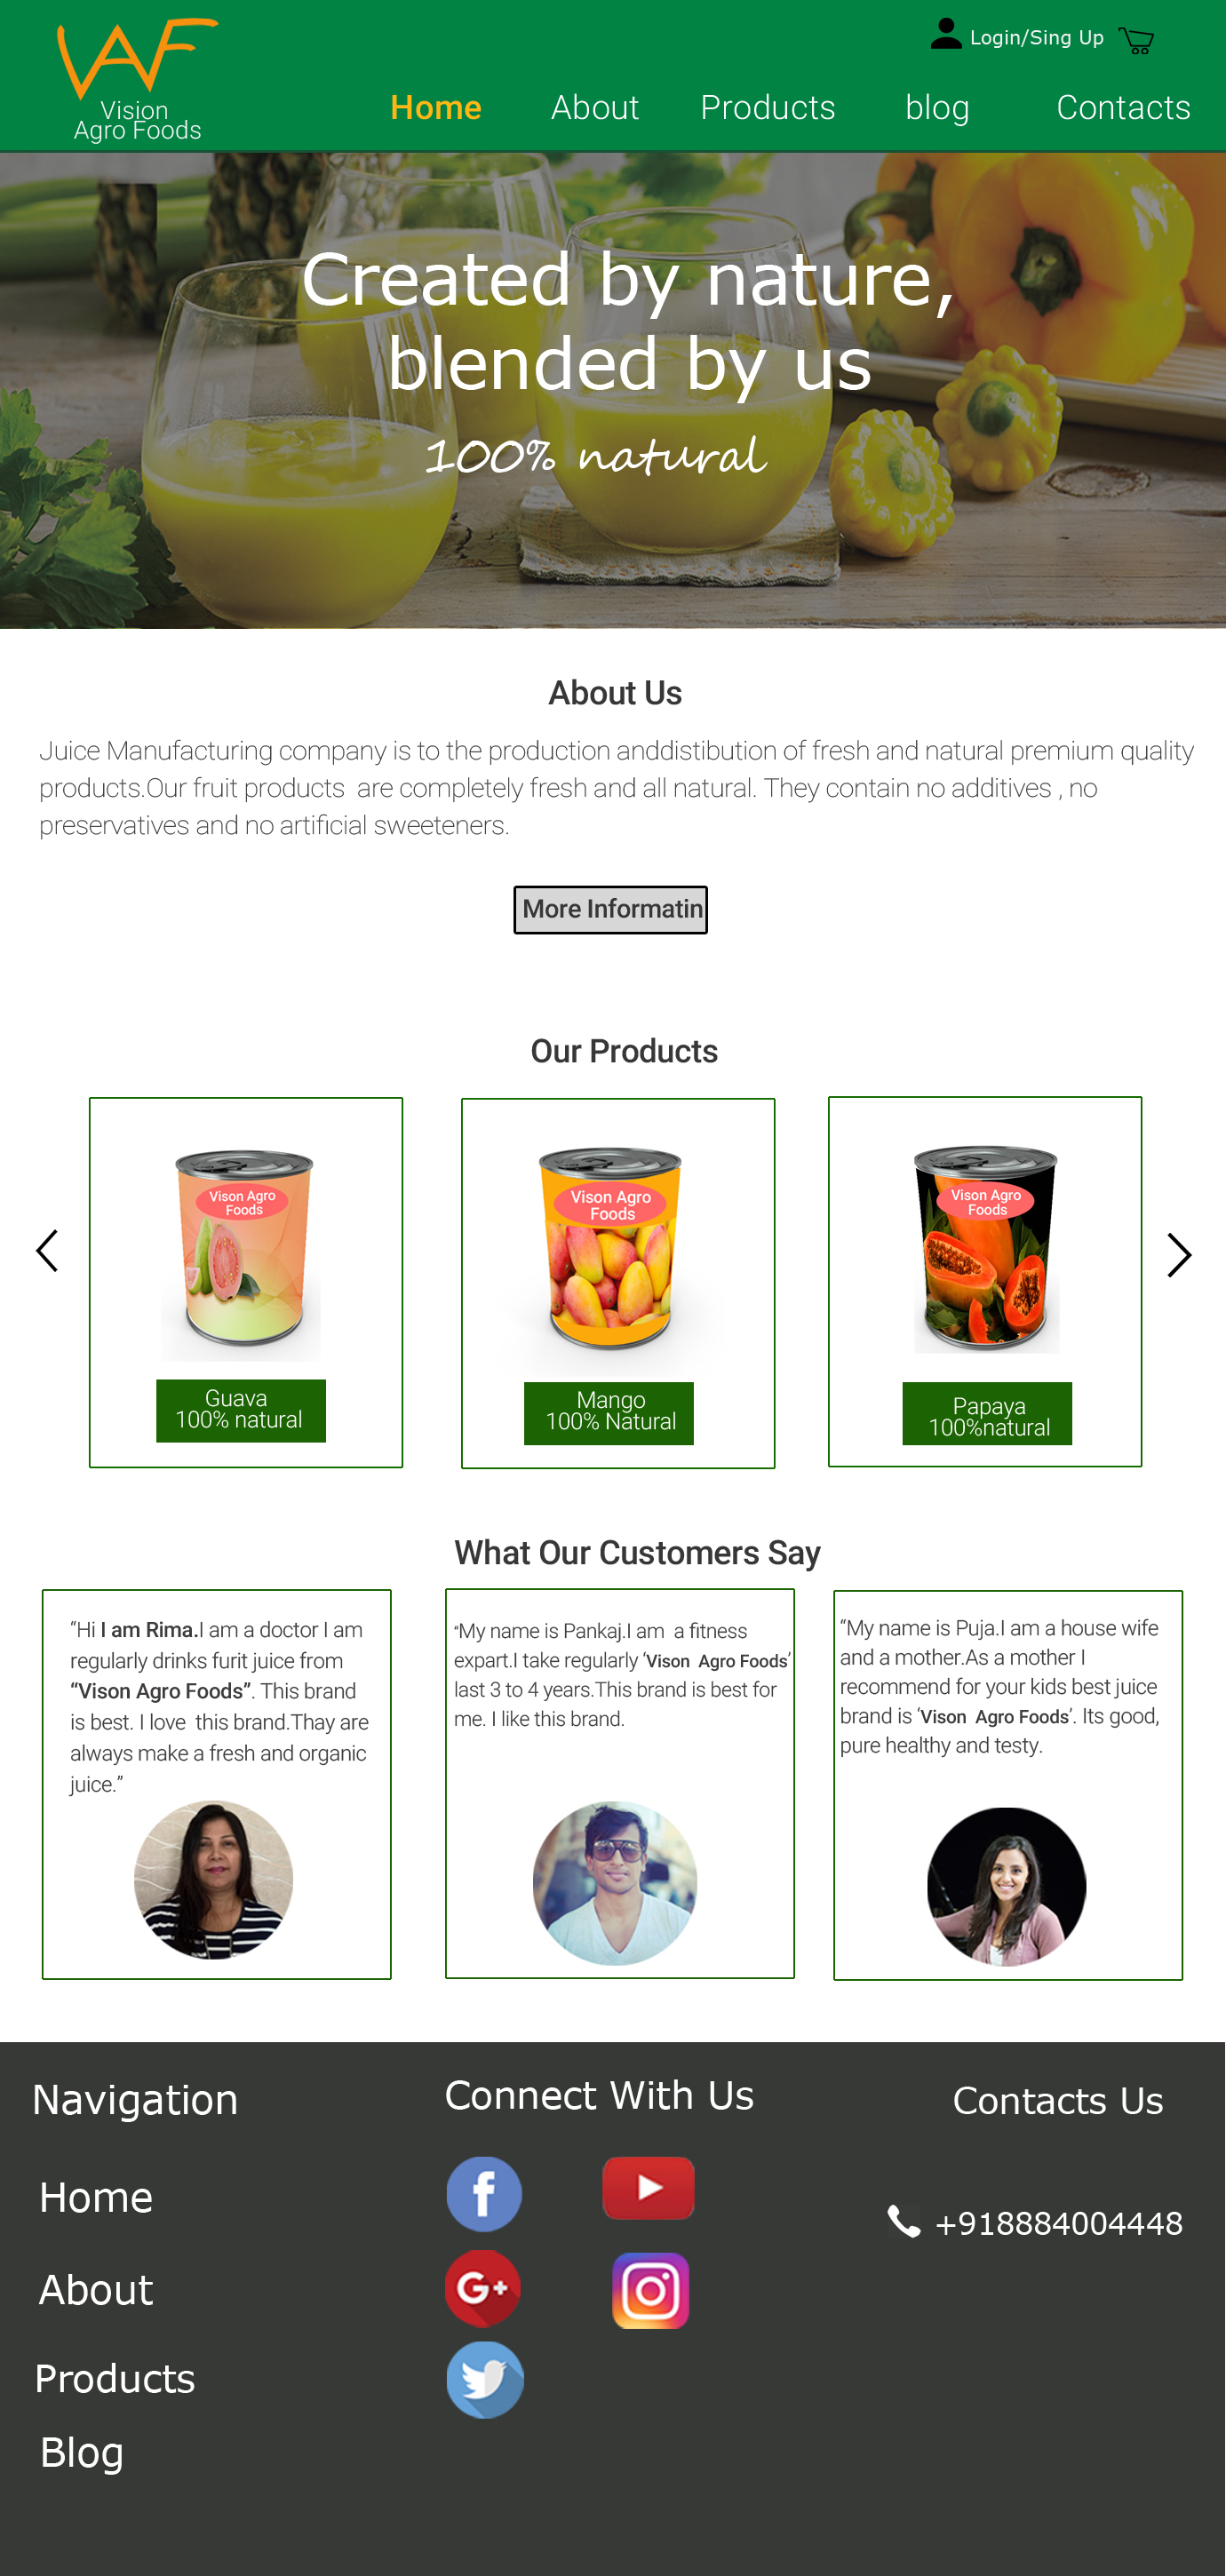 VAF
Vision
Agro Foods
Login/Sing Up
Home About Products blog Contacts
Created by nature,
blended by us
100% natural
About Us
Juice Manufacturing company is to the production anddistibution of fresh and natural premium quality
products.Our fruit products are completely fresh and all natural. They contain no additives , no
preservatives and no artificial sweeteners.
More Informatin
Our Products
Vison Agro
Foods
Guava
100% natural
Vison Agro
Foods
Mango
100% Natural
Vison Agro
Foods
Papaya
100%natural
What Our Customers Say
“Hi I am Rima.I am a doctor I am
regularly drinks furit juice from
“Vison Agro Foods”. This brand
is best. I love this brand.Thay are
always make a fresh and organic
juice.”
“My name is Pankaj.I am a fitness
expart.I take regularly ‘Vison Agro Foods’
last 3 to 4 years.This brand is best for
me. I like this brand.
“My name is Puja.I am a house wife
and a mother.As a mother I
recommend for your kids best juice
brand is ‘Vison Agro Foods’. Its good,
pure healthy and testy.
Navigation
Home
About
Products
Blog
Connect With Us
f
G+
Contacts Us
+918884004448